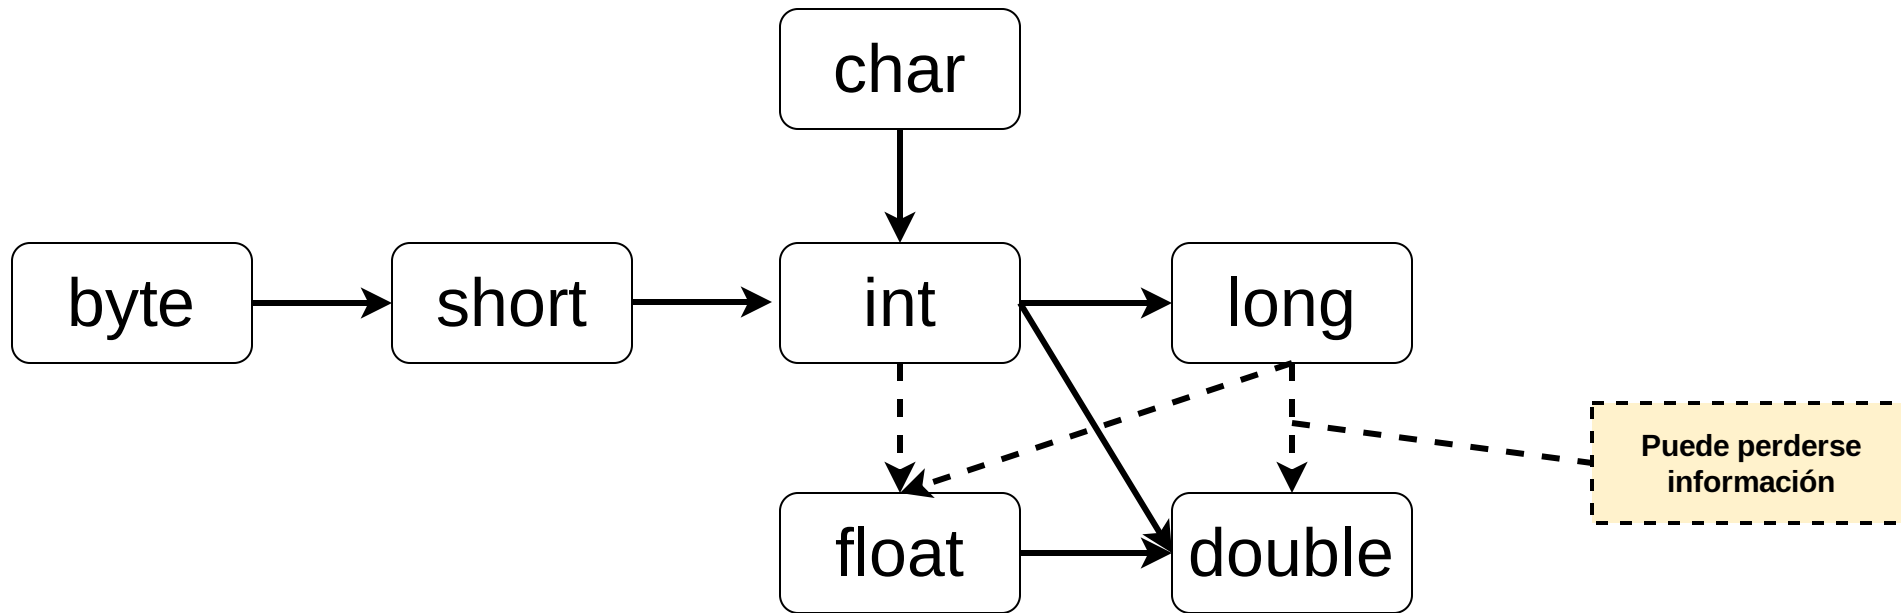 char
byte
short
int
long
Puede perderse
información
float
double